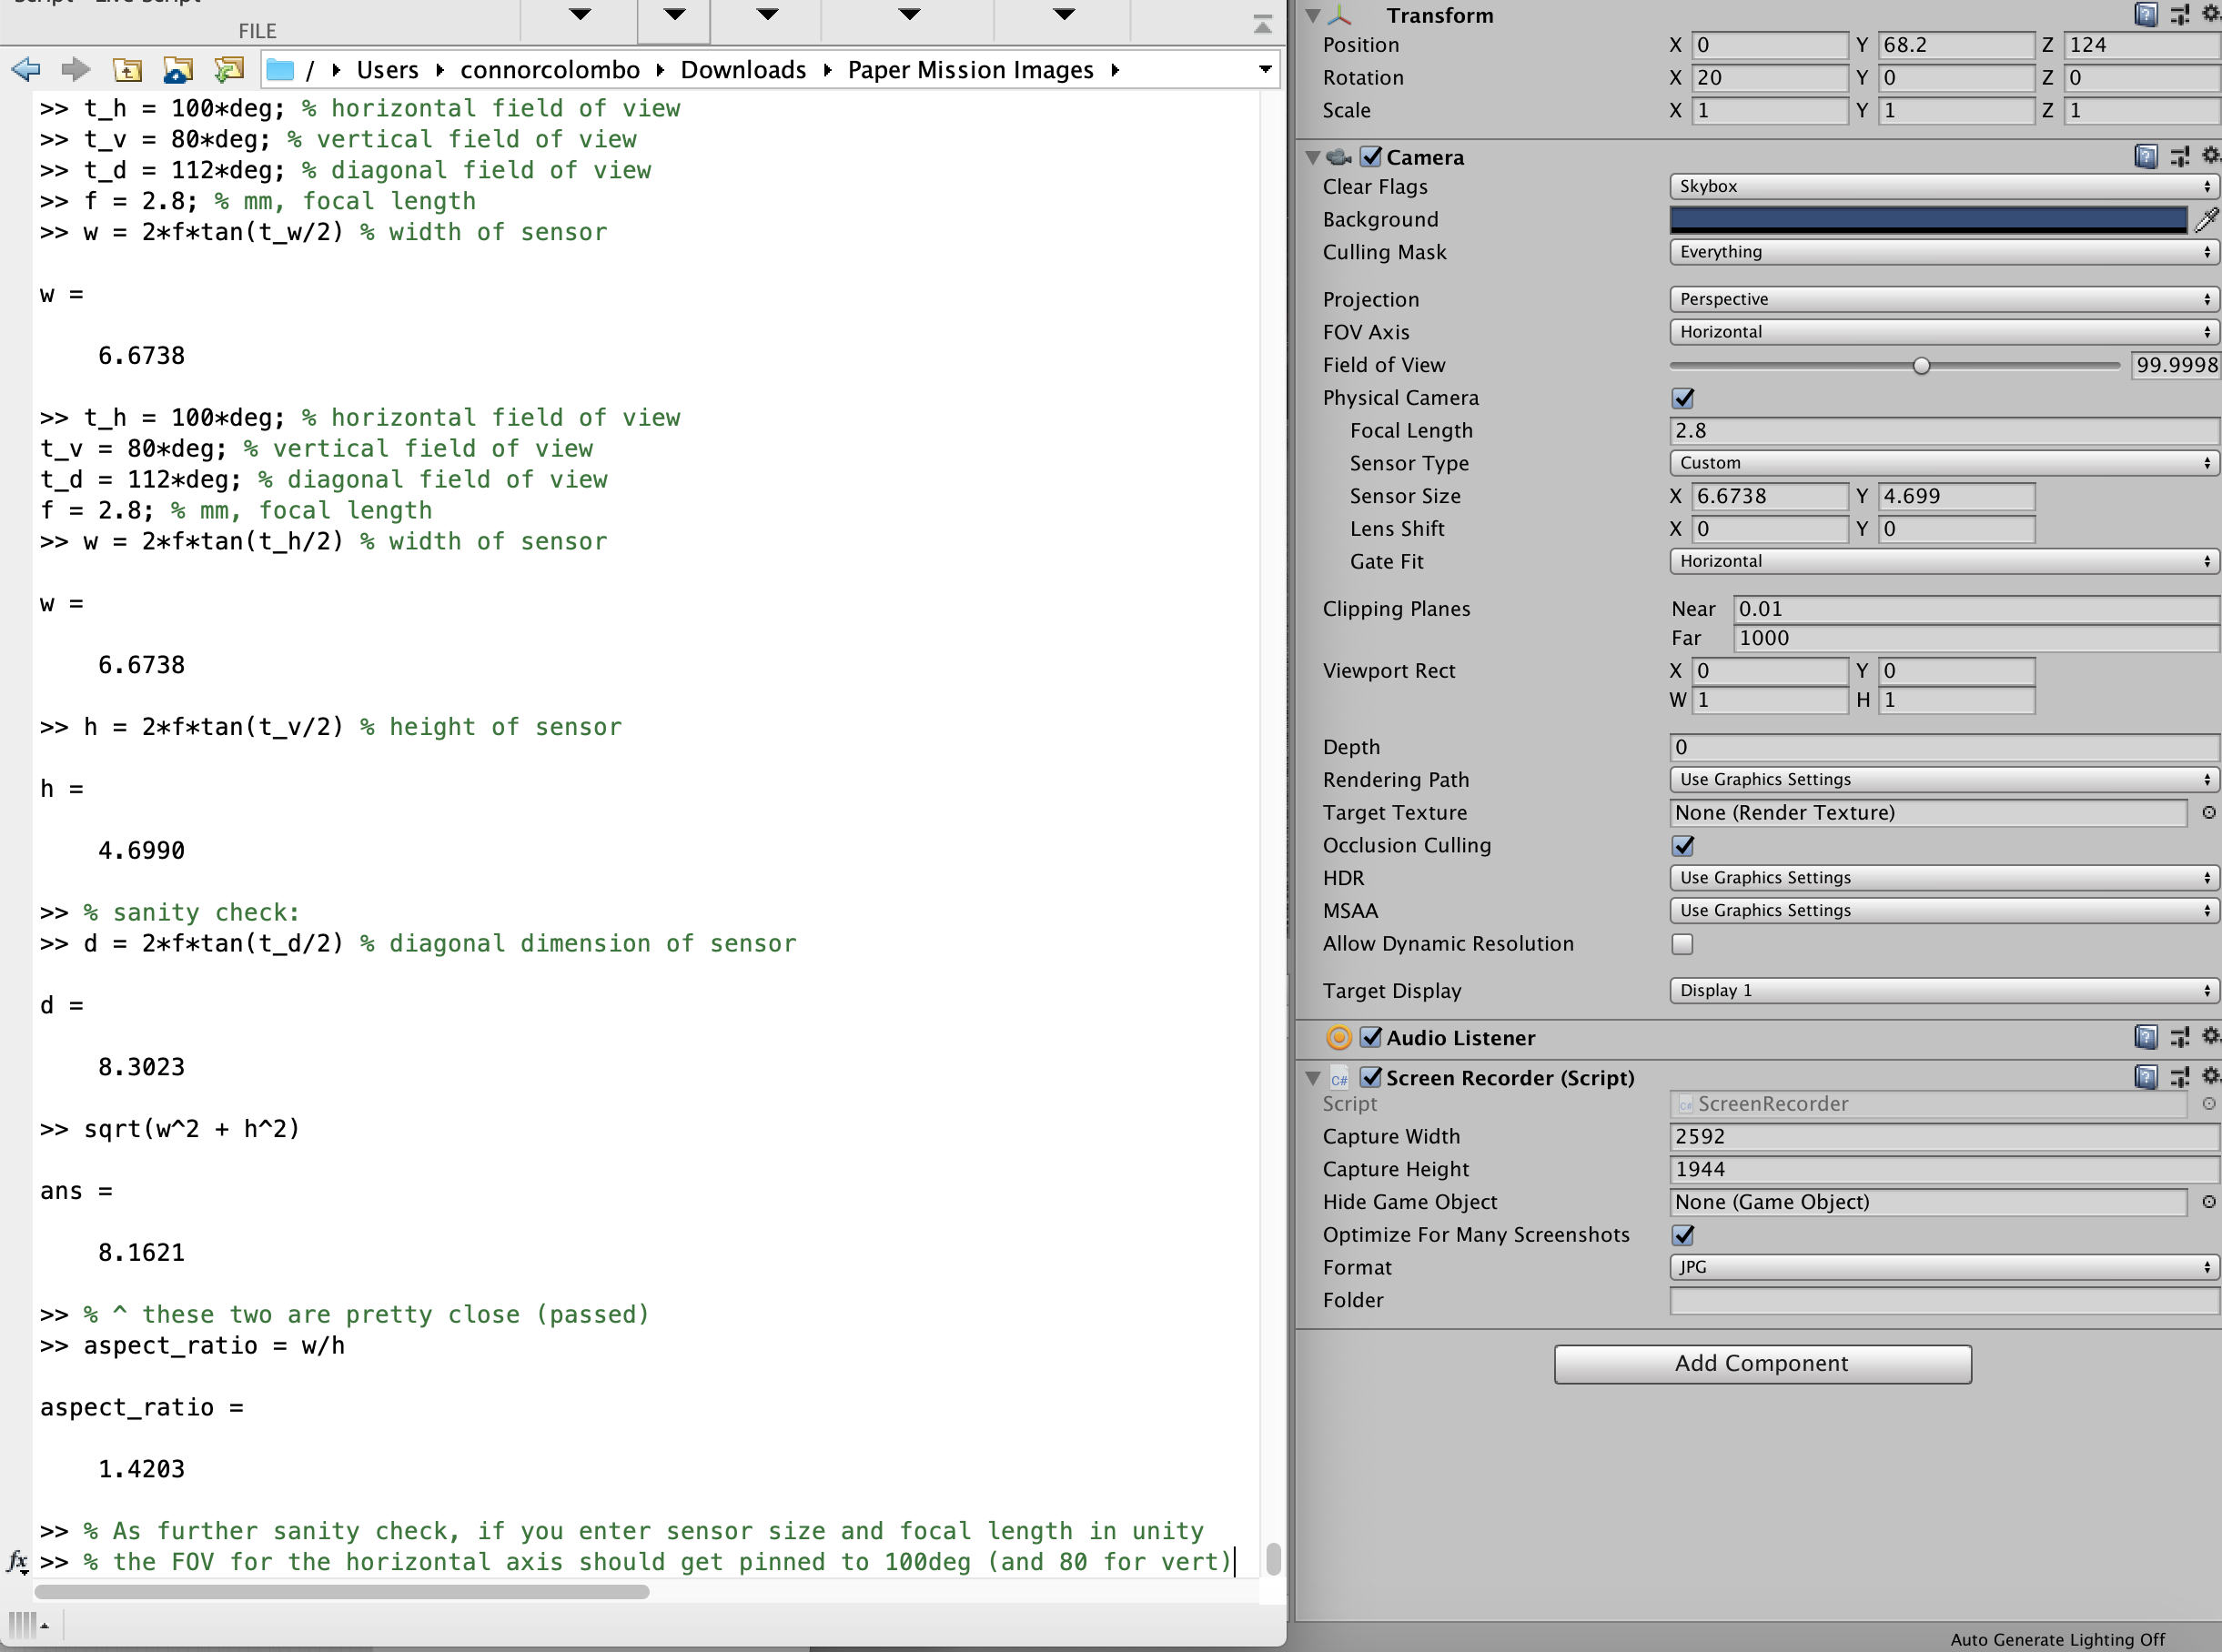 FILE
/ Users connorcolombo Downloads Paper Mission Images
>> t_h = 100*deg; % horizontal field of view
>> t_v = 80*deg; % vertical field of view
>> t_d = 112*deg; % diagonal field of view
>> f = 2.8; % mm, focal length
>> w = 2*f*tan(t_w/2) % width of sensor
w =
6.6738
>> t_h = 100*deg; % horizontal field of view
t_v = 80*deg; % vertical field of view
t_d = 112*deg; % diagonal field of view
f = 2.8; % mm, focal length
>> w = 2*f*tan(t_h/2) % width of sensor
w =
6.6738
>> h = 2*f*tan(t_v/2) % height of sensor
h =
4.6990
>> % sanity check:
>> d = 2*f*tan(t_d/2) % diagonal dimension of sensor
d =
8.3023
>> sqrt(w^2 + h^2)
ans =
8.1621
>> % ^ these two are pretty close (passed)
>> aspect_ratio = w/h
aspect_ratio =
1.4203
>> % As further sanity check, if you enter sensor size and focal length in unity
fx >> % the FOV for the horizontal axis should get pinned to 100deg (and 80 for vert)
Transform
Position X 0 Y 68.2 Z 124
Rotation X 20 Y 0 Z 0
Scale X 1 Y 1 Z 1
Camera
Clear Flags Skybox
Background
Culling Mask Everything
Projection Perspective
FOV Axis Horizontal
Field of View 99.9998
Physical Camera
Focal Length 2.8
Sensor Type Custom
Sensor Size X 6.6738 Y 4.699
Lens Shift X 0 Y 0
Gate Fit Horizontal
Clipping Planes Near 0.01
Far 1000
Viewport Rect X 0 Y 0
W 1 H 1
Depth 0
Rendering Path Use Graphics Settings
Target Texture None (Render Texture)
Occlusion Culling
HDR Use Graphics Settings
MSAA Use Graphics Settings
Allow Dynamic Resolution
Target Display Display 1
Audio Listener
C# Screen Recorder (Script)
Script ScreenRecorder
Capture Width 2592
Capture Height 1944
Hide Game Object None (Game Object)
Optimize For Many Screenshots
Format JPG
Folder
Add Component
Auto Generate Lighting Off